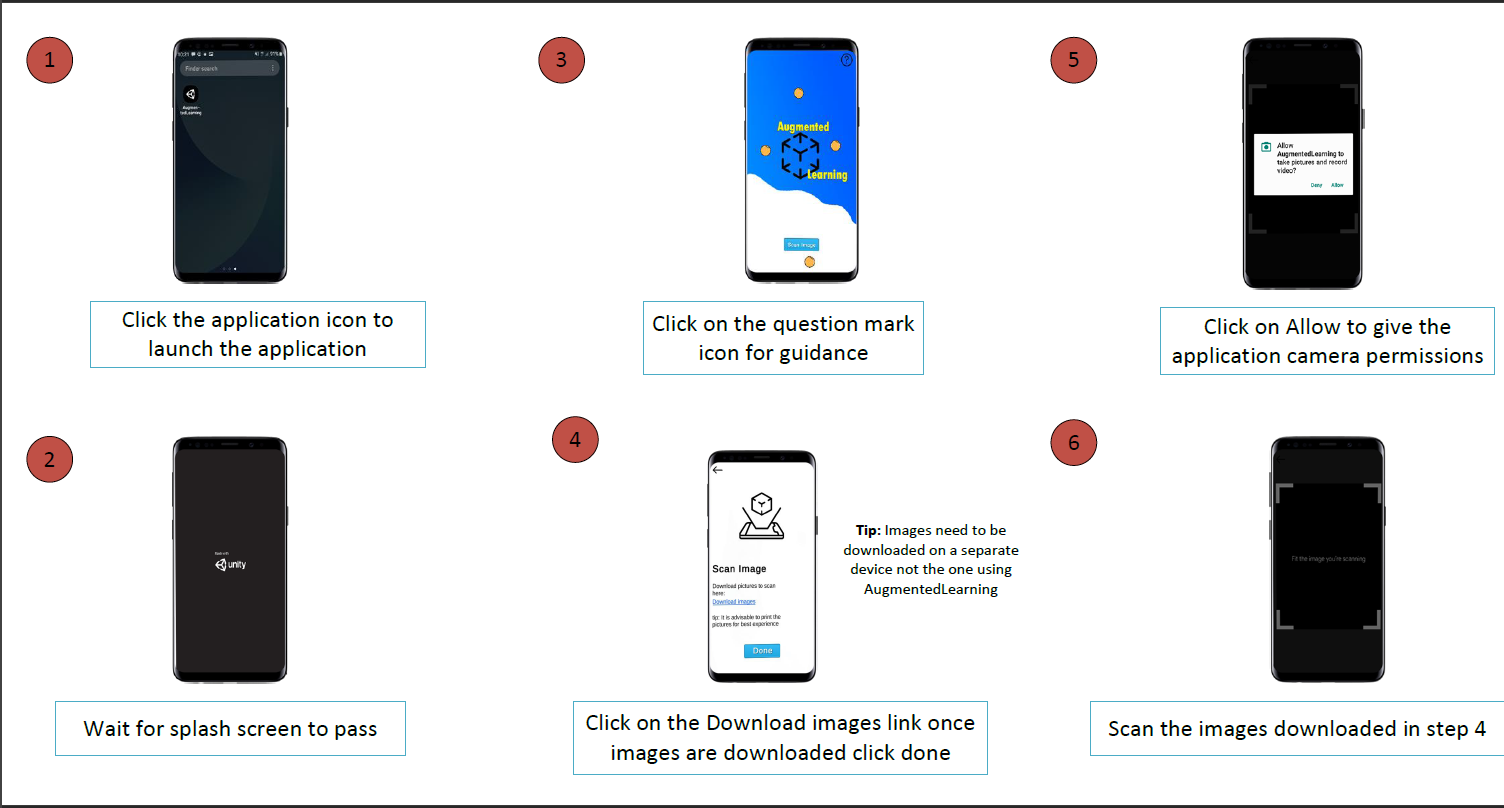 1
Finder search
Augmen-
tedLearning
Click the application icon to
launch the application
2
unity
Wait for splash screen to pass
3
?
Augmented
Learning
Scan Image
Click on the question mark
icon for guidance
4
Scan Image
Download pictures to scan
here:
Download images
tip: It is advisable to print the
pictures for best experience
Done
Tip: Images need to be
downloaded on a separate
device not the one using
AugmentedLearning
Click on the Download images link once
images are downloaded click done
5
Allow
AugmentedLearning to
take pictures and record
video?
Deny Allow
Click on Allow to give the
application camera permissions
6
Fit the image you're scanning
Scan the images downloaded in step 4